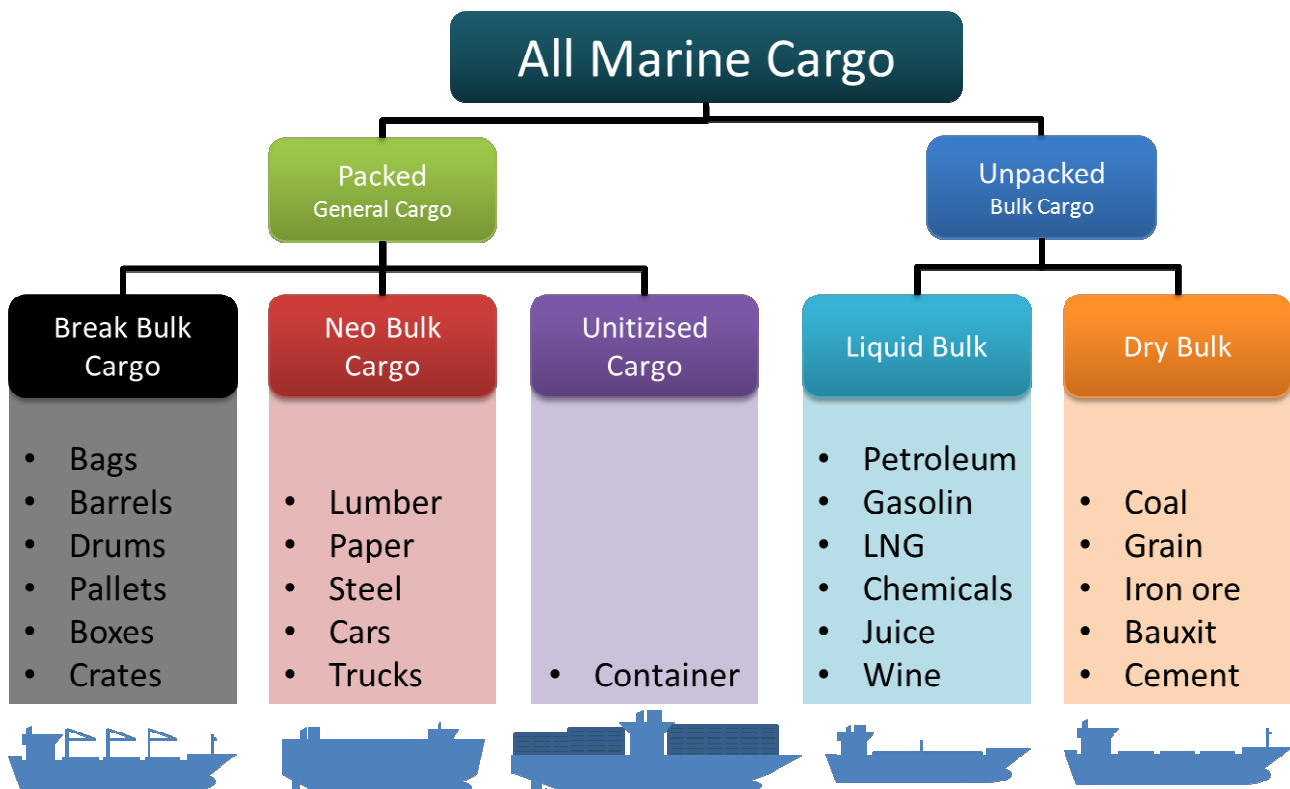 All Marine Cargo
Packed
General Cargo
Unpacked
Bulk Cargo
Break Bulk
Cargo
• Bags
• Barrels
• Drums
• Pallets
• Boxes
• Crates
Neo Bulk
Cargo
• Lumber
• Paper
• Steel
• Cars
• Trucks
Unitizised
Cargo
• Container
Liquid Bulk
• Petroleum
• Gasolin
• LNG
• Chemicals
• Juice
• Wine
Dry Bulk
• Coal
• Grain
• Iron ore
• Bauxit
• Cement